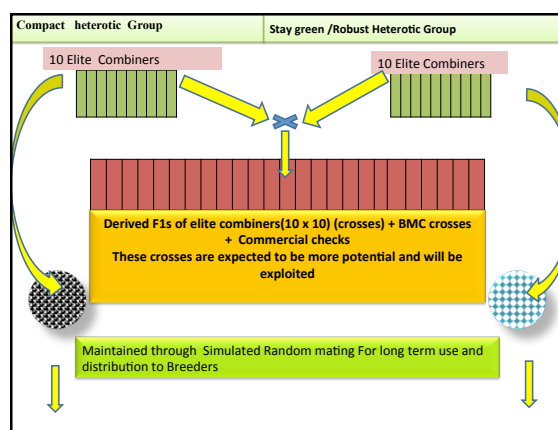 Compact heterotic Group
Stay green /Robust Heterotic Group
10 Elite Combiners
10 Elite Combiners
Derived F1s of elite combiners(10 x 10) (crosses) + BMC crosses
+ Commercial checks
These crosses are expected to be more potential and will be
exploited
Maintained through Simulated Random mating For long term use and
distribution to Breeders